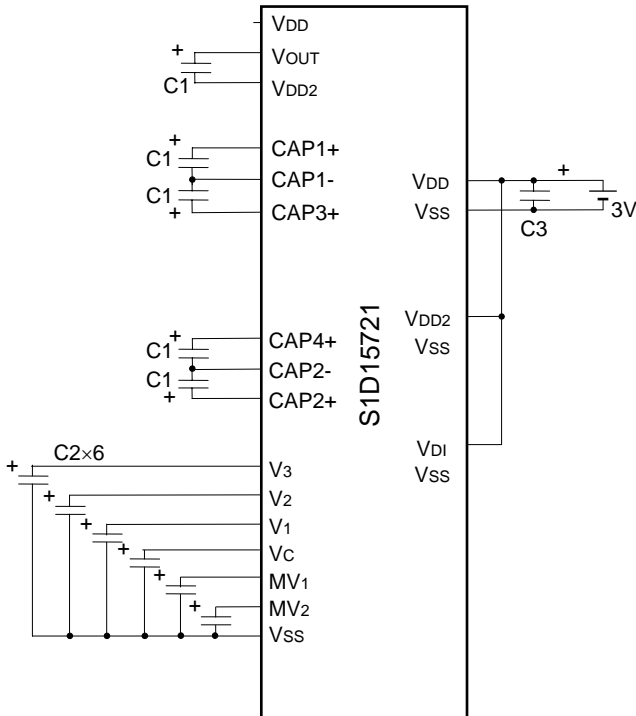 VDD
+
VOUT
C1
VDD2
+
CAP1+
C1
CAP1-
C1
+
CAP3+
VDD
+
VSS
C3
3V
S1D15721
+
CAP4+
C1
CAP2-
C1
+
CAP2+
VDD2
VSS
VDI
VSS
C2×6
+
V3
+
V2
+
V1
+
VC
+
MV1
+
MV2
VSS